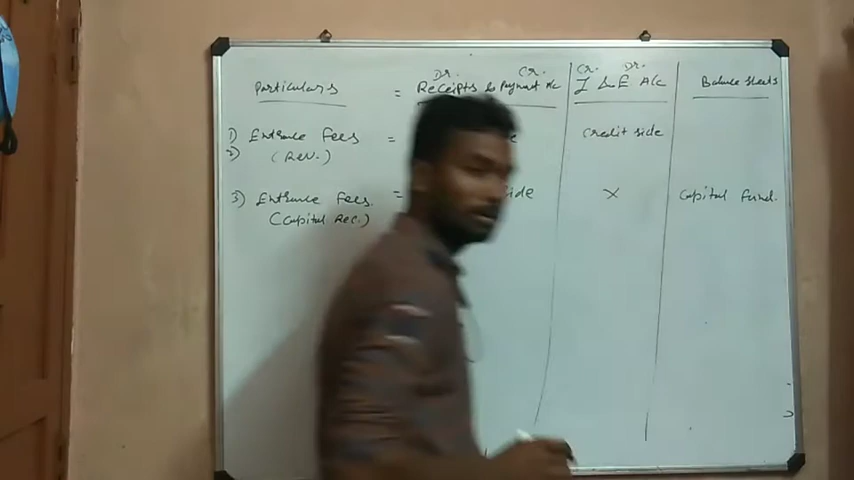 Dr. Cr. Cr. Dr.
Particulars = Receipts & Payment A/c I & E A/c Balance sheets
1) Entrance Fees = credit side
2) (Rev.)
3) Entrance Fees. = side X Capital fund.
(Capital Rec.)